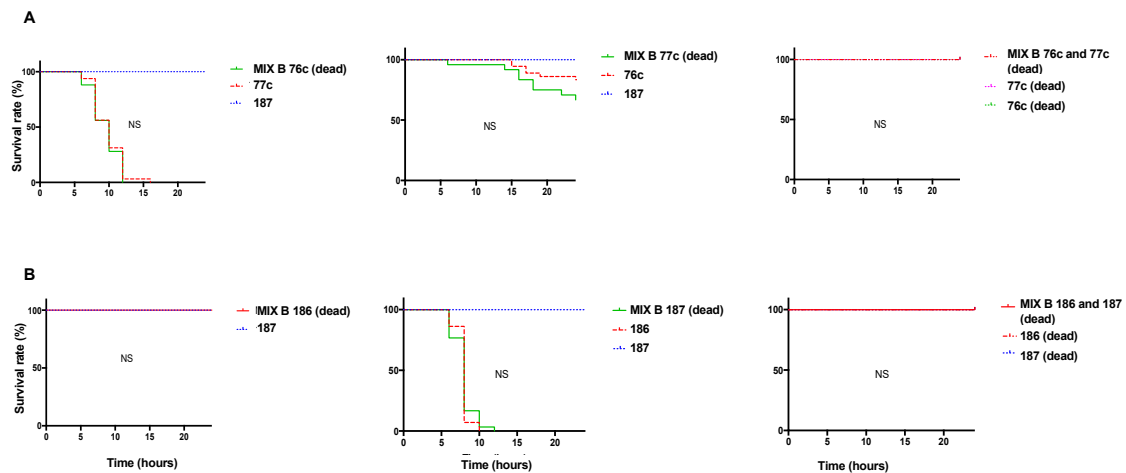 A
MIX B 76c (dead)
77c
187
Survival rate (%)
100
50
0
NS
0 5 10 15 20
MIX B 77c (dead)
76c
187
100
50
0
NS
0 5 10 15 20
MIX B 76c and 77c
(dead)
77c (dead)
76c (dead)
100
50
0
NS
0 5 10 15 20
B
MIX B 186 (dead)
187
Survival rate (%)
100
50
0
NS
0 5 10 15 20
Time (hours)
MIX B 187 (dead)
186
187
100
50
0
NS
0 5 10 15 20
Time (hours)
MIX B 186 and 187
(dead)
186 (dead)
187 (dead)
100
50
0
NS
0 5 10 15 20
Time (hours)